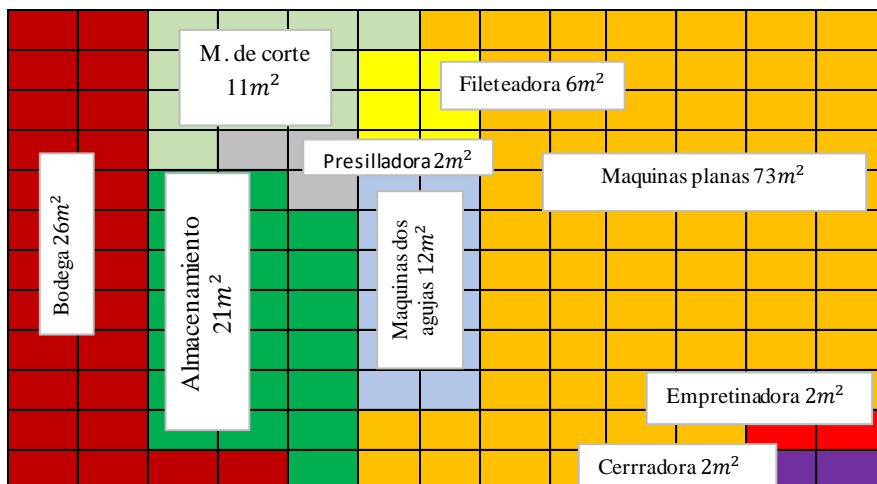 M. de corte
11m²
Fileteadora 6m²
Presilladora 2m²
Maquinas planas 73m²
Bodega 26m²
Almacenamiento
21m²
Maquinas dos
agujas 12m²
Empretinadora 2m²
Cerrradora 2m²